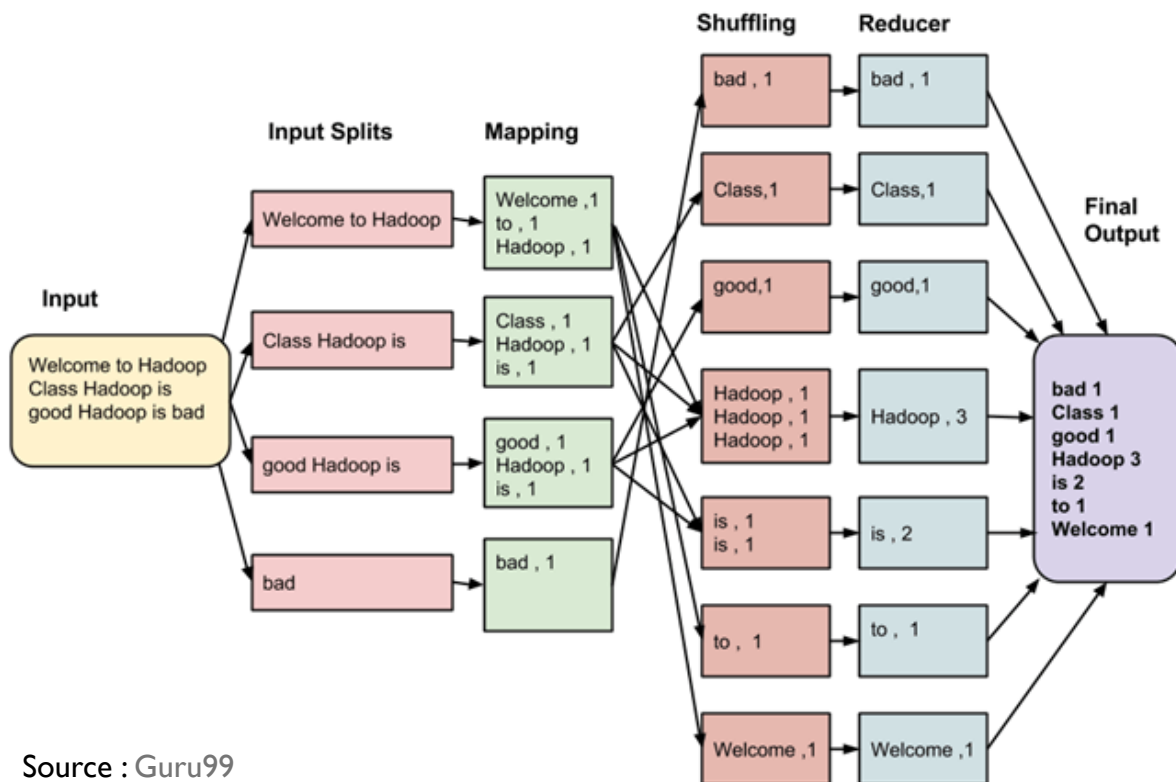 Input
Welcome to Hadoop
Class Hadoop is
good Hadoop is bad
Input Splits
Welcome to Hadoop
Class Hadoop is
good Hadoop is
bad
Mapping
Welcome ,1
to , 1
Hadoop , 1
Class , 1
Hadoop , 1
is , 1
good , 1
Hadoop , 1
is , 1
bad , 1
Shuffling
bad , 1
Class,1
good,1
Hadoop , 1
Hadoop , 1
Hadoop , 1
is , 1
is , 1
to , 1
Welcome ,1
Reducer
bad , 1
Class,1
good,1
Hadoop , 3
is , 2
to , 1
Welcome ,1
Final
Output
bad 1
Class 1
good 1
Hadoop 3
is 2
to 1
Welcome 1
Source : Guru99